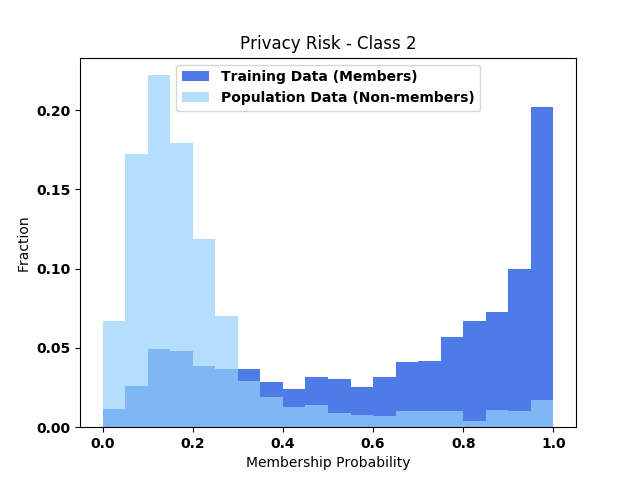 Privacy Risk - Class 2
Training Data (Members)
Population Data (Non-members)
Fraction
0.20
0.15
0.10
0.05
0.00
0.0 0.2 0.4 0.6 0.8 1.0
Membership Probability